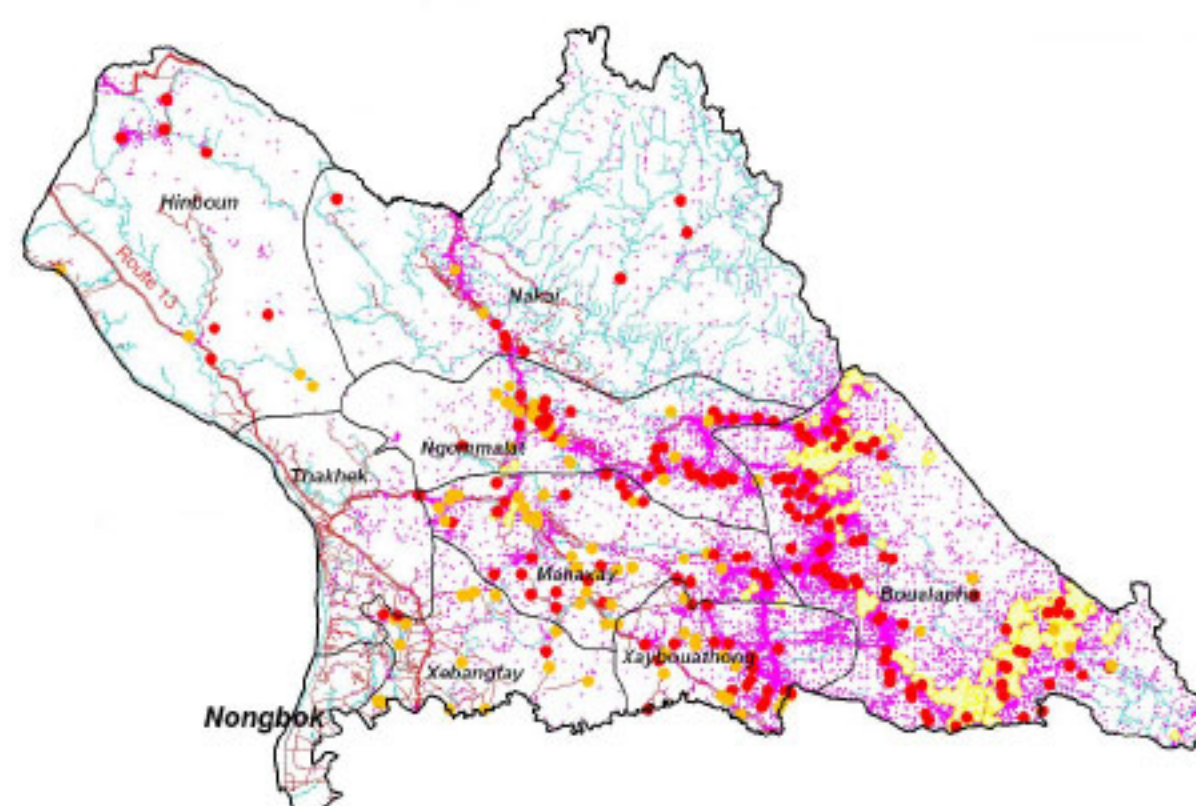 Hinboun
Route 13
Nakai
Ngommalat
Thakhek
Mahaxay
Boualapha
Xaybouathong
Xebangfay
Nongbok